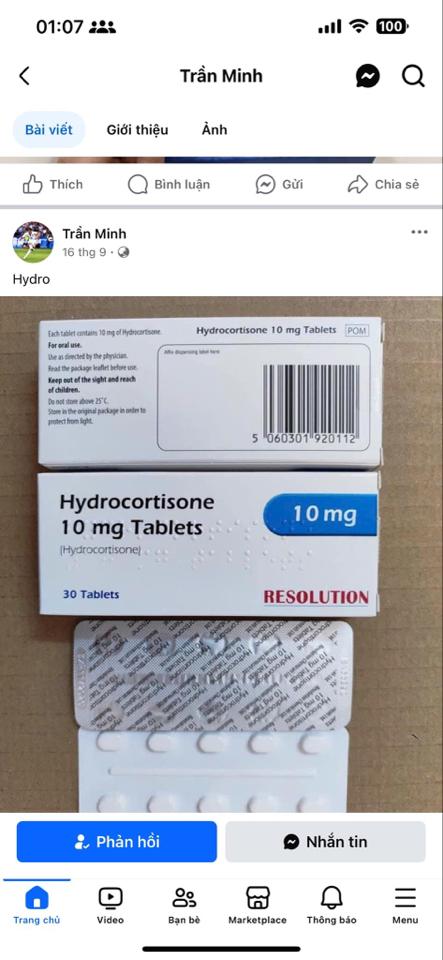 01:07
100
Trần Minh
Bài viết
Giới thiệu
Ảnh
Thích
Bình luận
Gửi
Chia sẻ
Trần Minh
16 thg 9 ·
Hydro
Each tablet contains 10 mg of Hydrocortisone.
For oral use.
Use as directed by the physician.
Read the package leaflet before use.
Keep out of the sight and reach
of children.
Do not store above 25°C.
Store in the original package in order to
protect from light.
Hydrocortisone 10 mg Tablets POM
Affix dispensing label here
5 060301 920112
Hydrocortisone
10 mg Tablets
(Hydrocortisone)
10 mg
30 Tablets
RESOLUTION
Phản hồi
Nhắn tin
Trang chủ
Video
Bạn bè
Marketplace
Thông báo
Menu